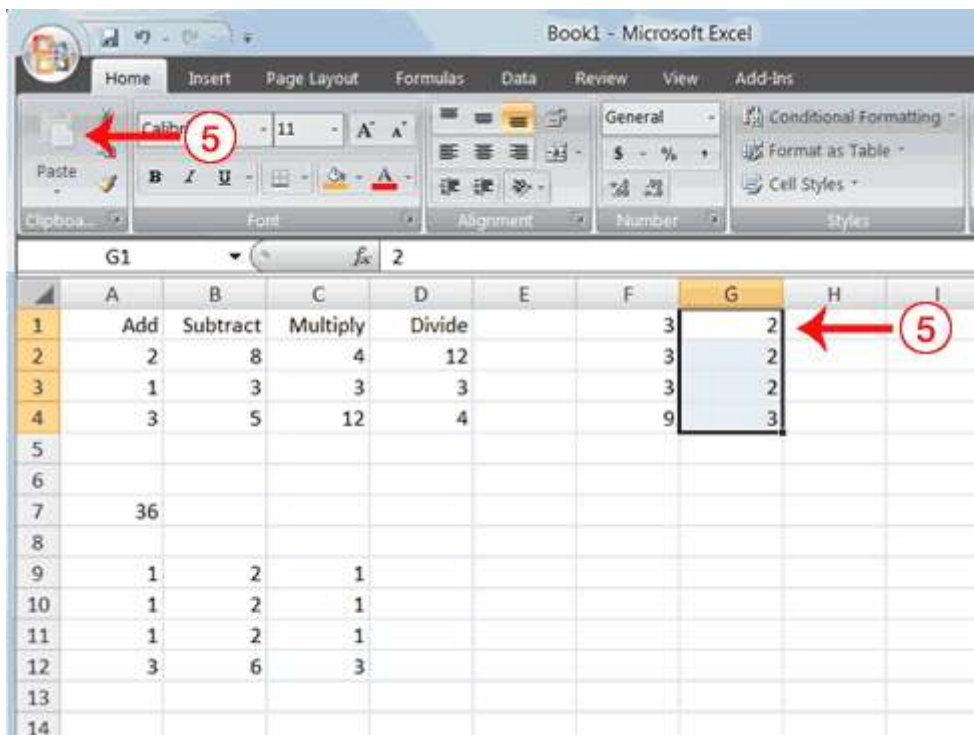 Book1 - Microsoft Excel
Home Insert Page Layout Formulas Data Review View Add-Ins
5
11 A A
General
Conditional Formatting
Paste
B I U A
$ % ,
Format as Table
Cell Styles
Font Alignment Number Styles
G1 fx 2
A B C D E F G H I
1 Add Subtract Multiply Divide 3 2 5
2 2 8 4 12 3 2
3 1 3 3 3 3 2
4 3 5 12 4 9 3
5
6
7 36
8
9 1 2 1
10 1 2 1
11 1 2 1
12 3 6 3
13
14